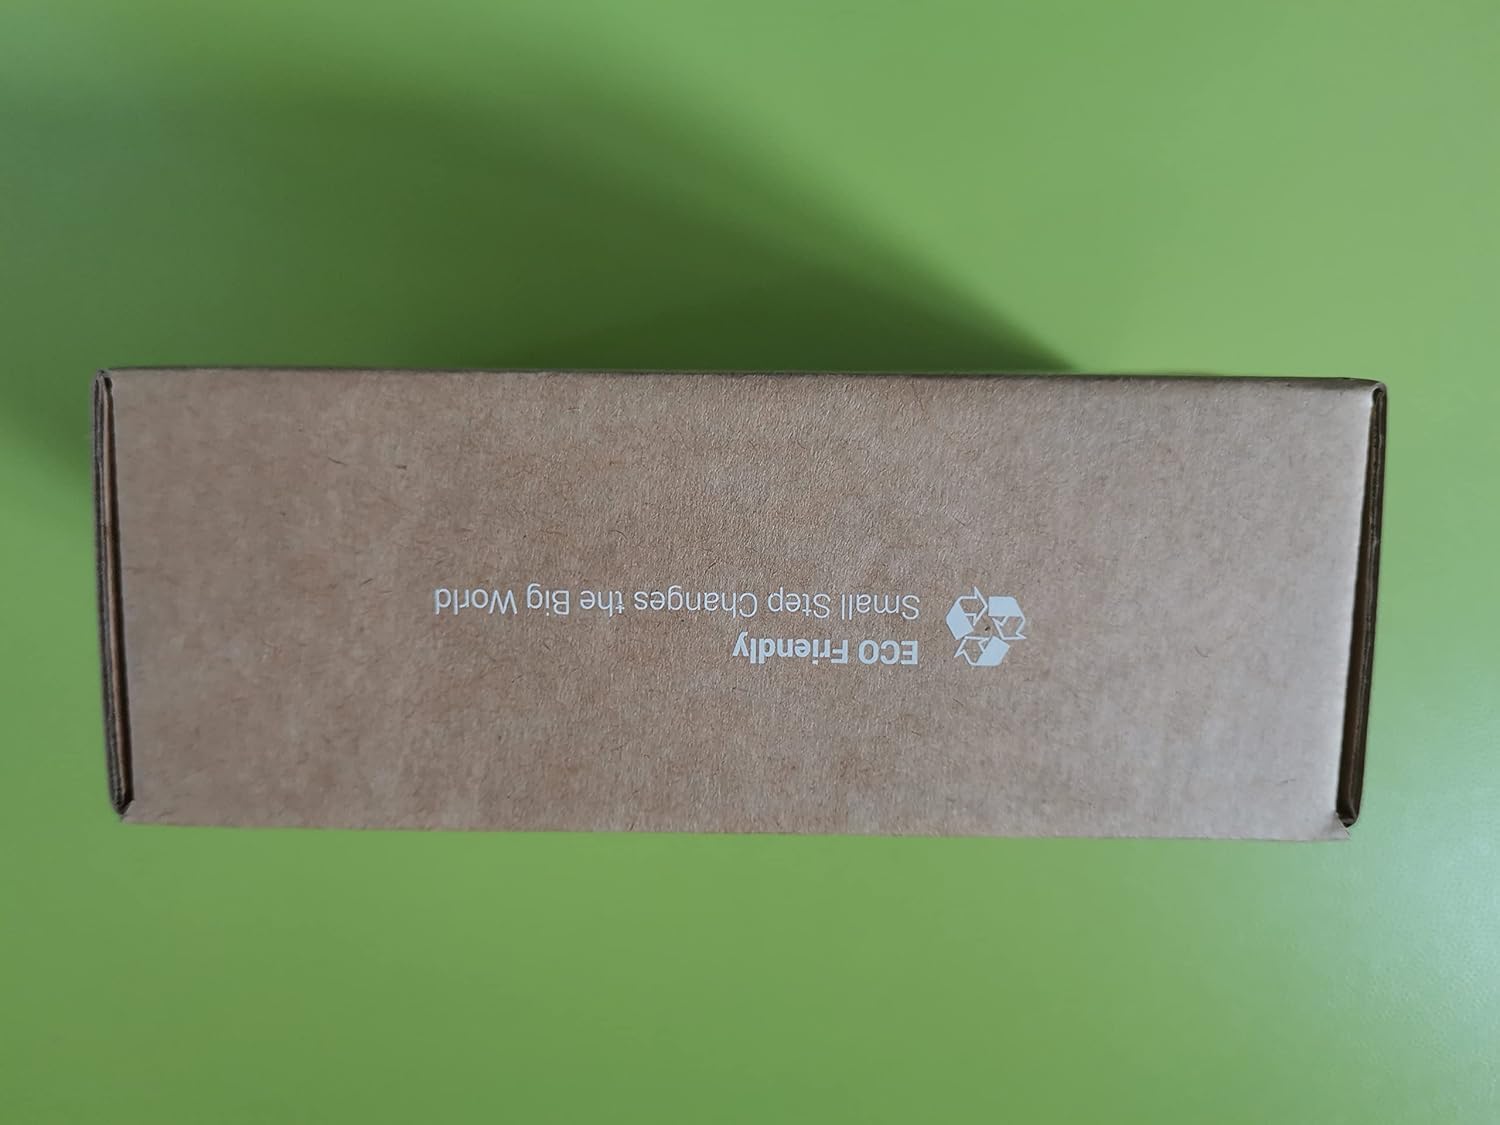 ECO Friendly
Small Step Changes the Big World